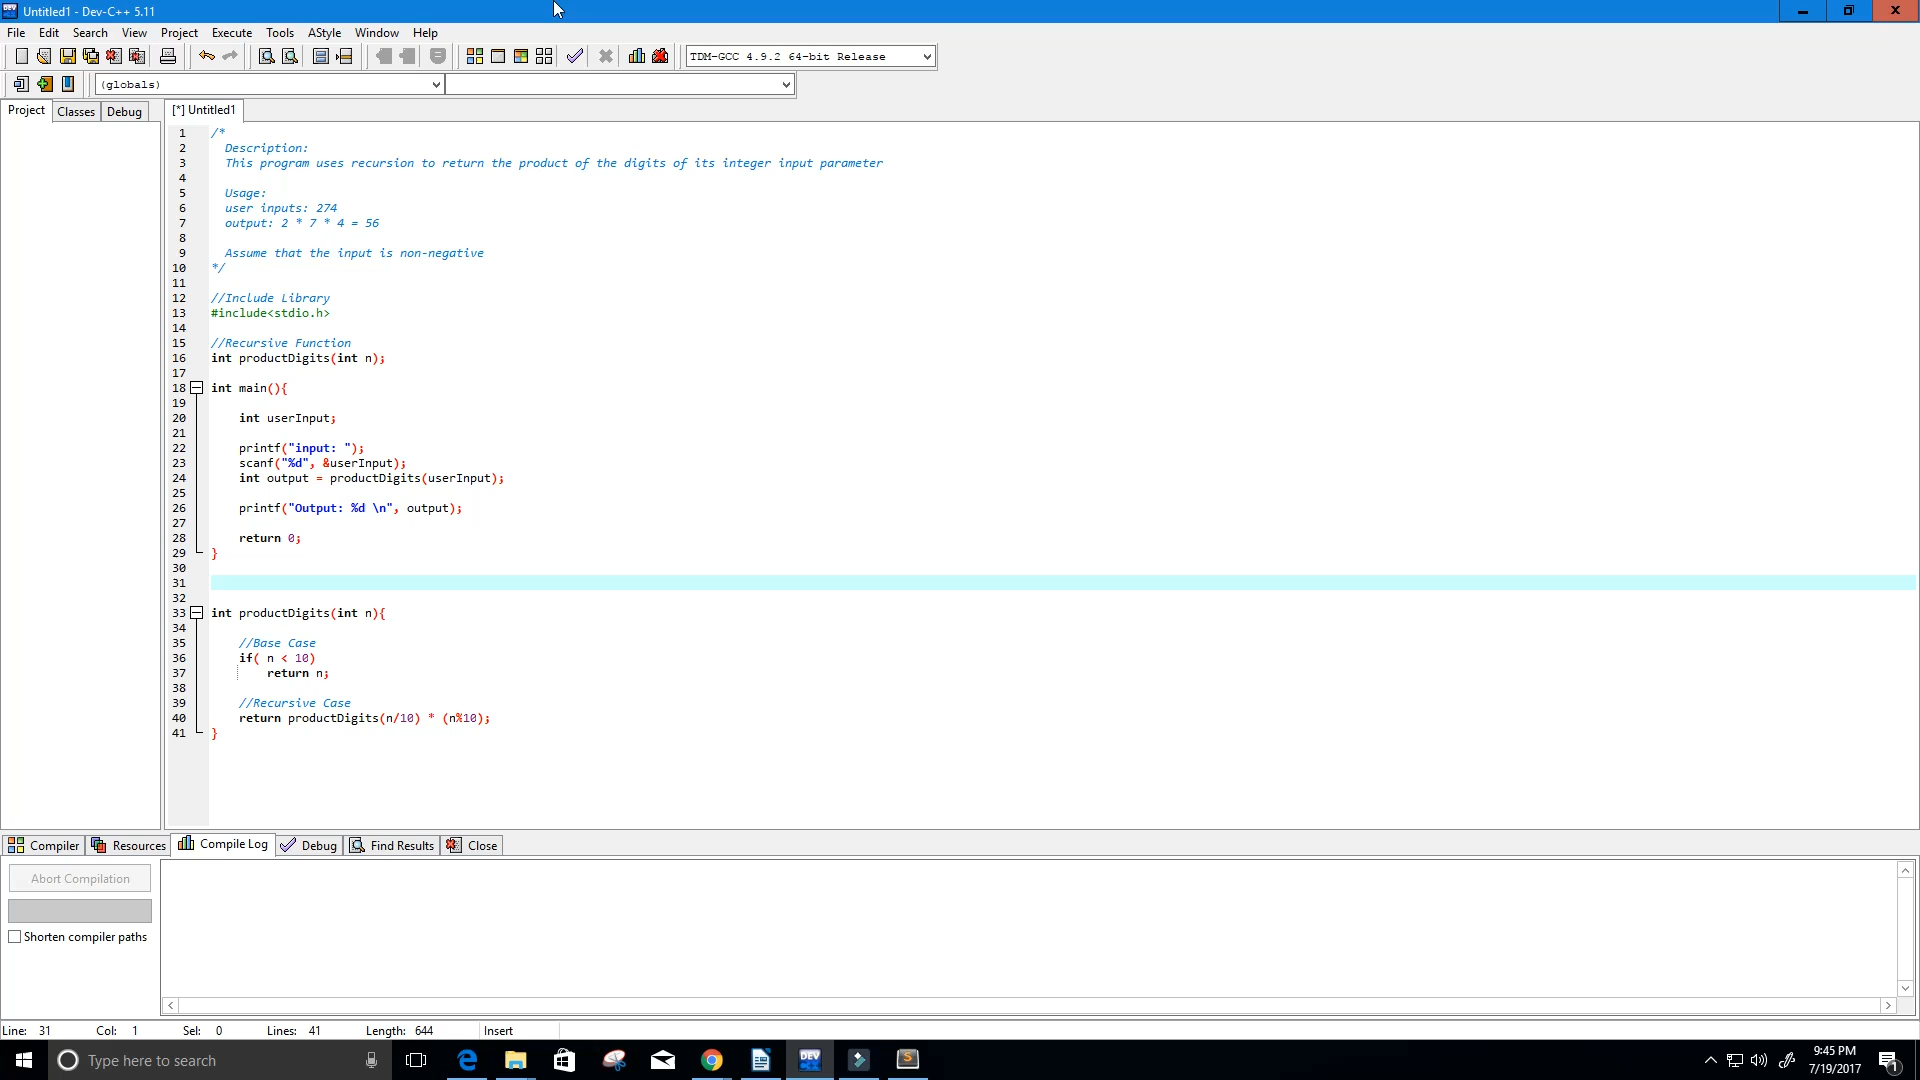 Untitled1 - Dev-C++ 5.11
File Edit Search View Project Execute Tools AStyle Window Help
TDM-GCC 4.9.2 64-bit Release
(globals)
Project Classes Debug [*] Untitled1
1 /*
2 Description:
3 This program uses recursion to return the product of the digits of its integer input parameter
4
5 Usage:
6 user inputs: 274
7 output: 2 * 7 * 4 = 56
8
9 Assume that the input is non-negative
10 */
11
12 //Include Library
13 #include<stdio.h>
14
15 //Recursive Function
16 int productDigits(int n);
17
18 int main(){
19
20 int userInput;
21
22 printf("input: ");
23 scanf("%d", &userInput);
24 int output = productDigits(userInput);
25
26 printf("Output: %d \n", output);
27
28 return 0;
29 }
30
31
32
33 int productDigits(int n){
34
35 //Base Case
36 if( n < 10)
37 return n;
38
39 //Recursive Case
40 return productDigits(n/10) * (n%10);
41 }
Compiler Resources Compile Log Debug Find Results Close
Abort Compilation
Shorten compiler paths
Line: 31 Col: 1 Sel: 0 Lines: 41 Length: 644 Insert
Type here to search
DEV
S
9:45 PM
7/19/2017
1